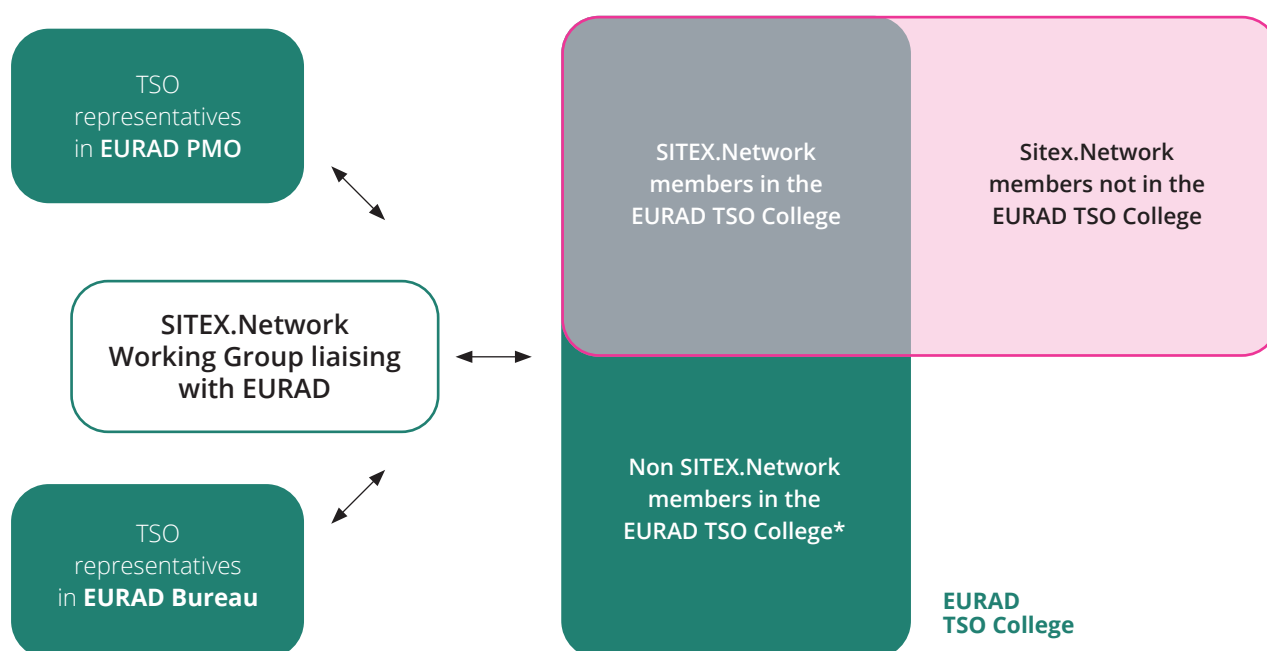 TSO
representatives
in EURAD PMO
SITEX.Network
Working Group liaising
with EURAD
TSO
representatives
in EURAD Bureau
SITEX.Network
members in the
EURAD TSO College
Sitex.Network
members not in the
EURAD TSO College
Non SITEX.Network
members in the
EURAD TSO College*
EURAD
TSO College